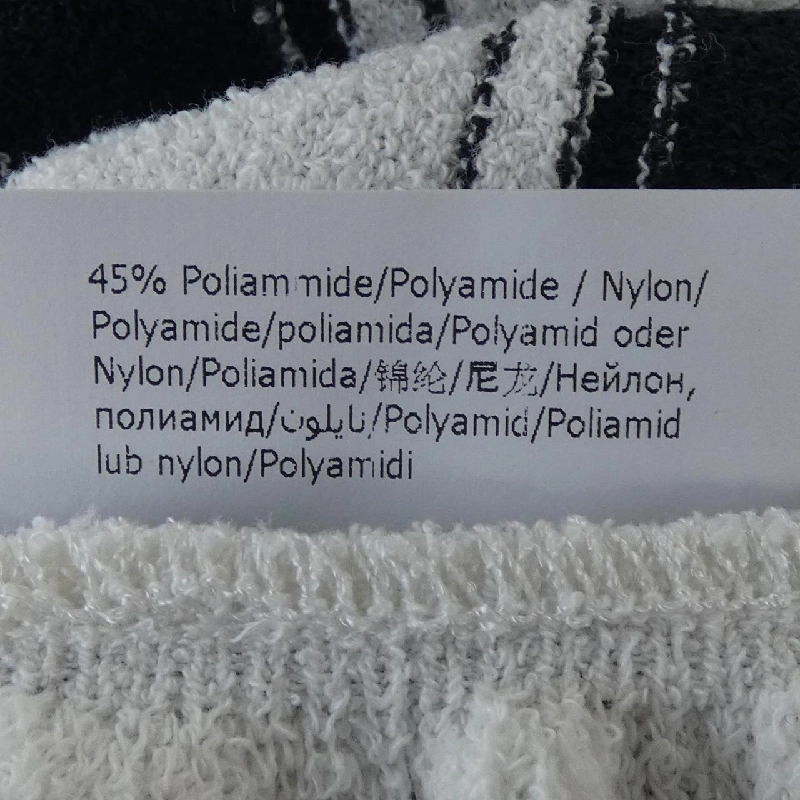 45% Poliammide/Polyamide / Nylon/
Polyamide/poliamida/Polyamid oder
Nylon/Poliamida/锦纶/尼龙/Нейлон,
полиамид/نايلون/Polyamid/Poliamid
lub nylon/Polyamidi